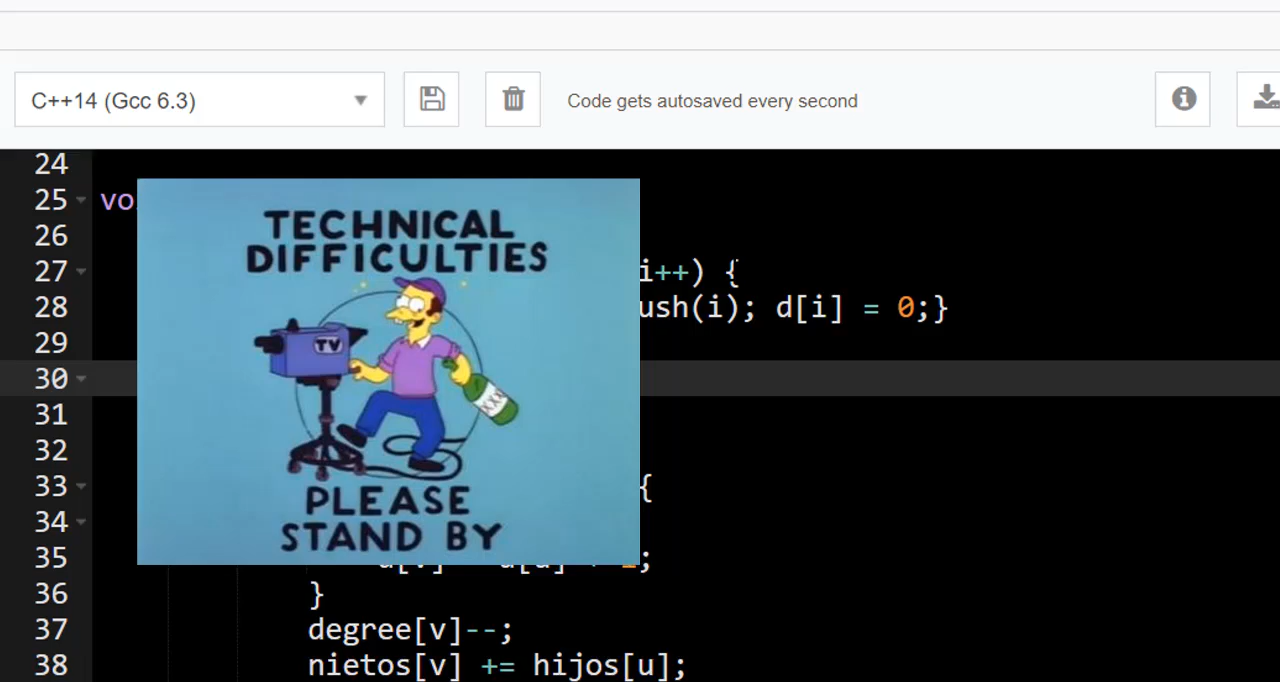 C++14 (Gcc 6.3)
Code gets autosaved every second
24
25 vo
26
27 i++) {
28 ush(i); d[i] = 0;}
29
30
31
32
33 {
34
35 ;
36 }
37 degree[v]--;
38 nietos[v] += hijos[u];
TECHNICAL
DIFFICULTIES
TV
XXX
PLEASE
STAND BY